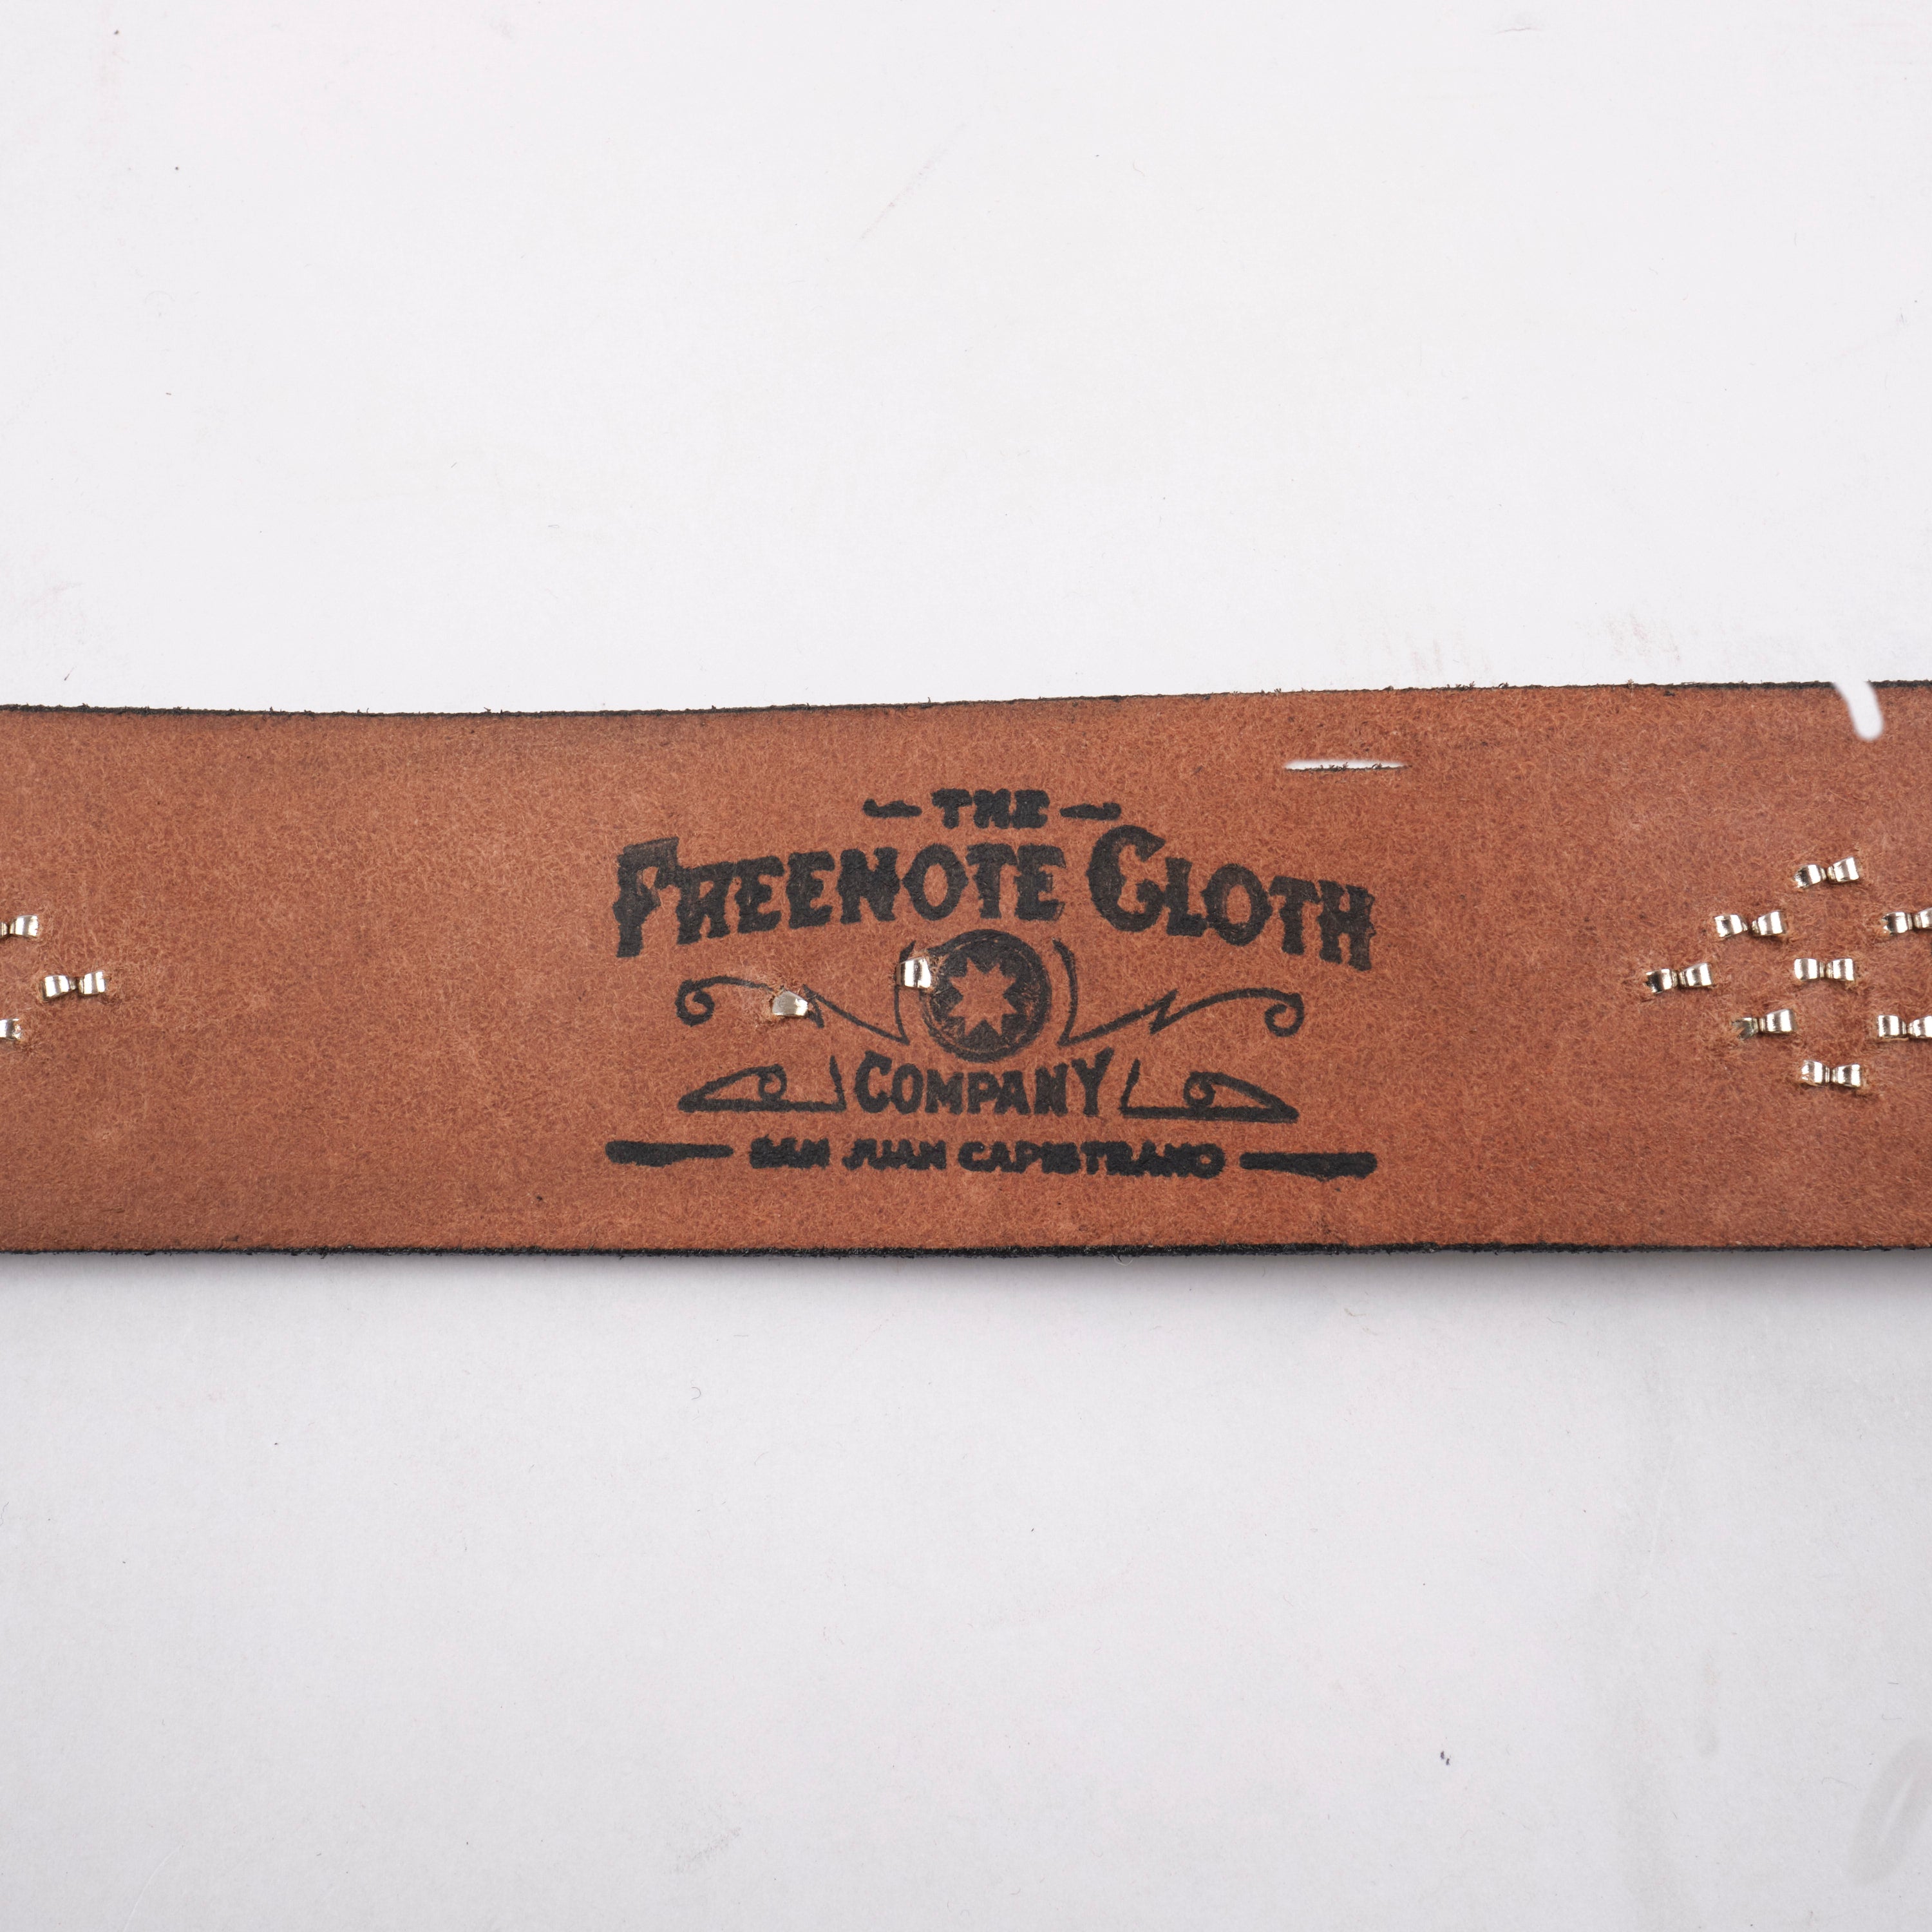 THE
FREENOTE CLOTH
COMPANY
SAN JUAN CAPISTRANO